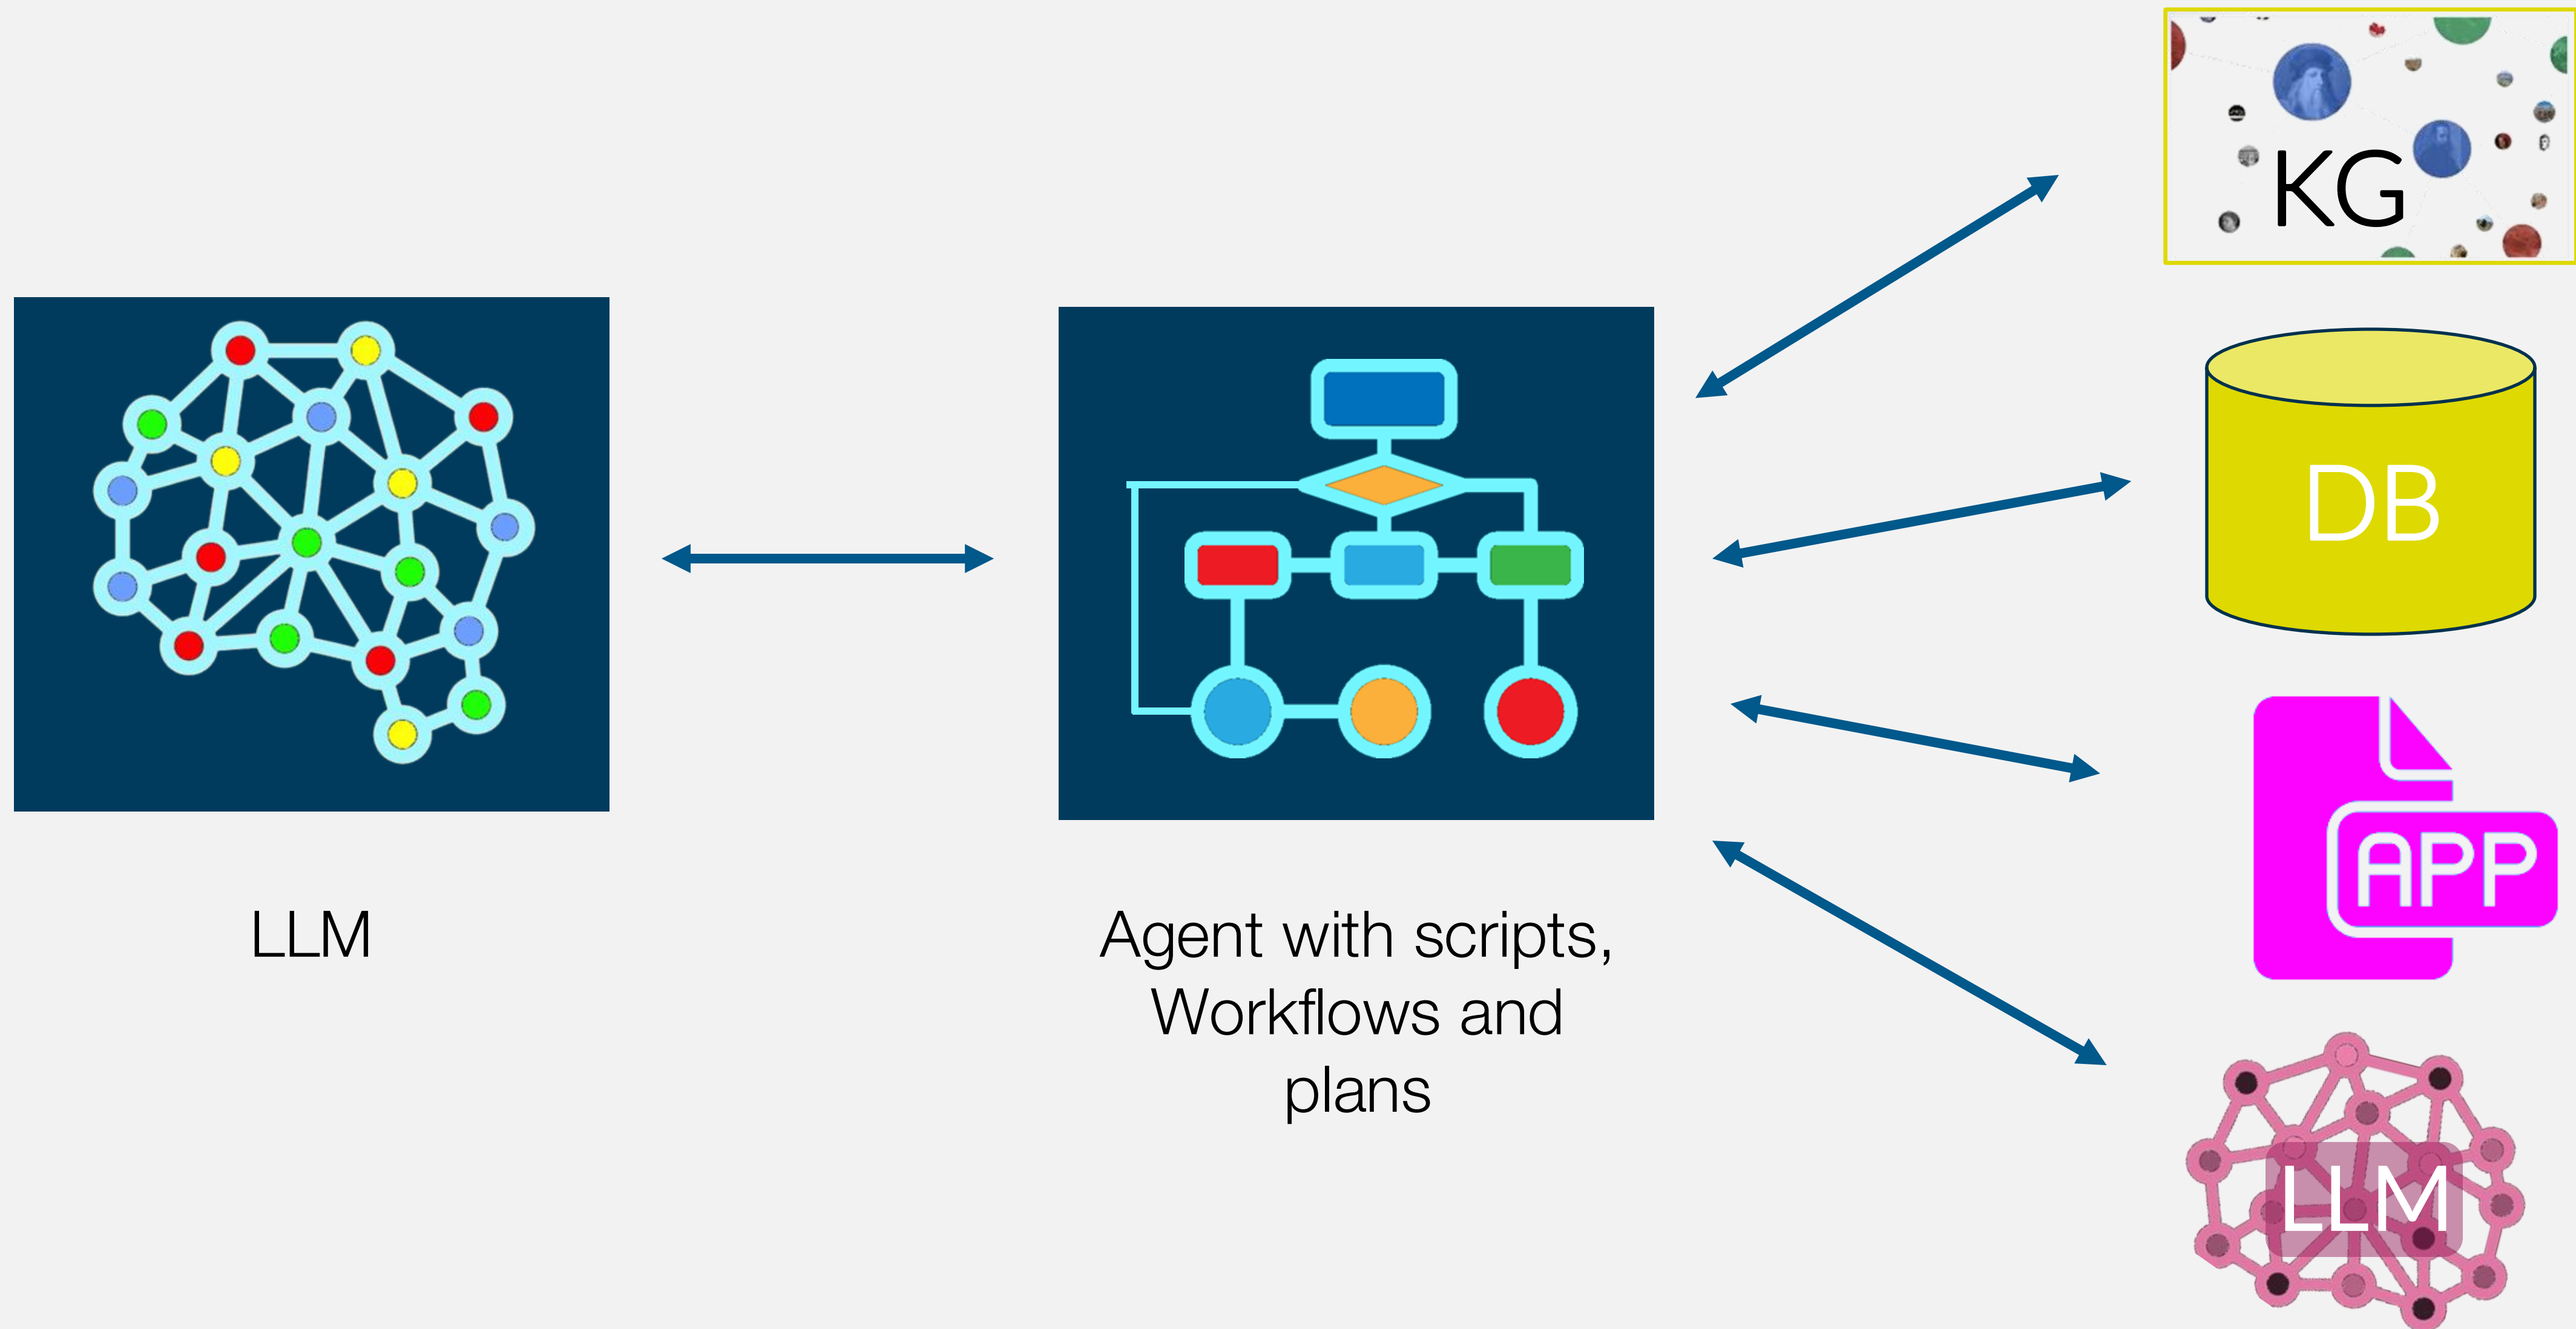 KG
DB
APP
LLM
LLM
Agent with scripts,
Workflows and
plans